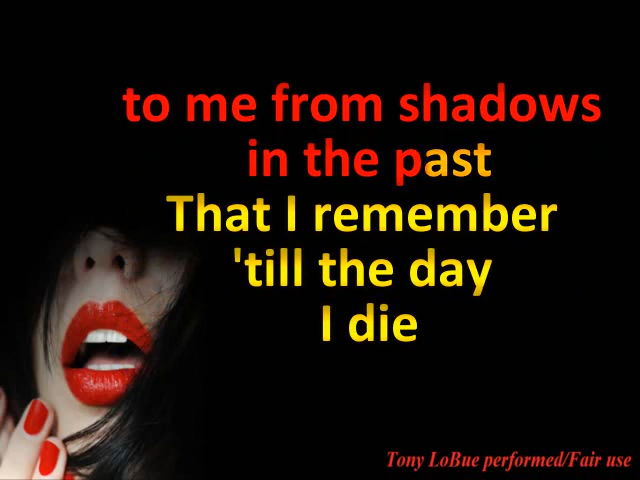 to me from shadows
in the past
That I remember
'till the day
I die
Tony LoBue performed/Fair use